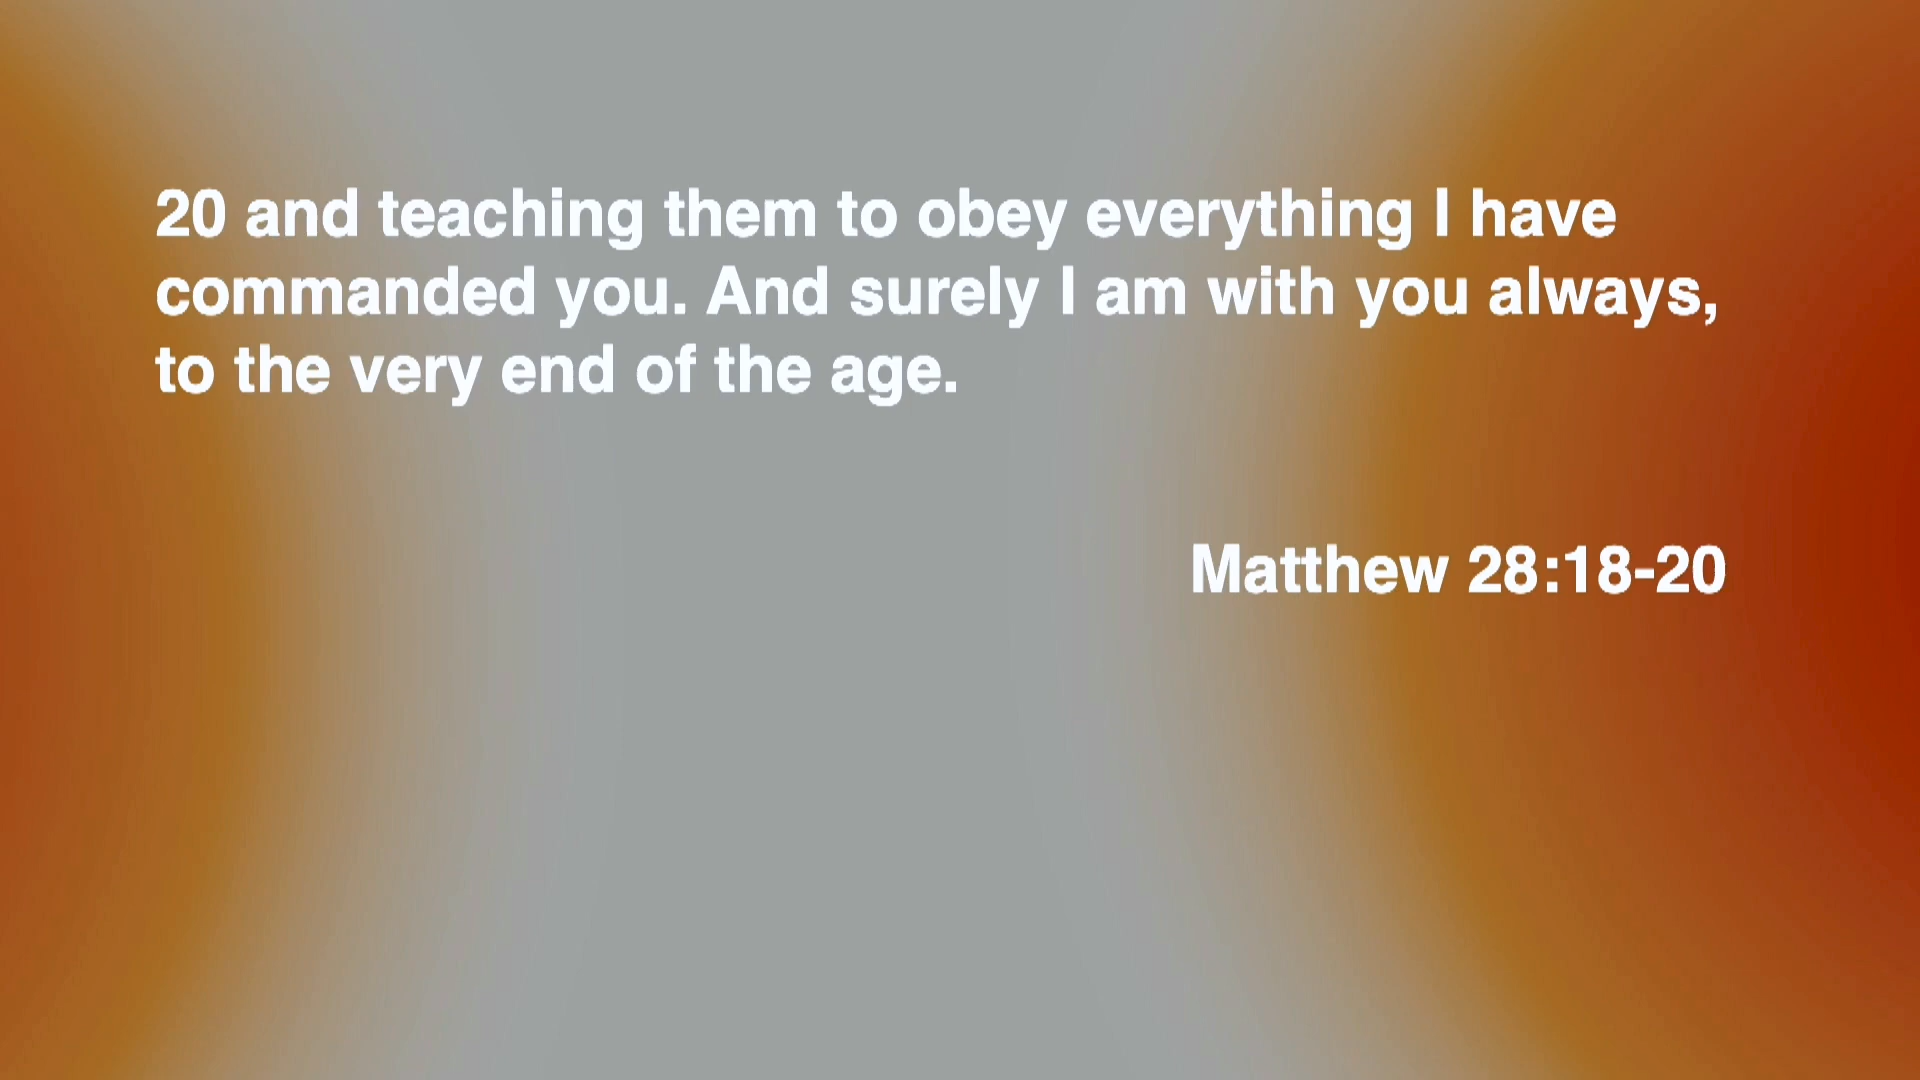 20 and teaching them to obey everything I have
commanded you. And surely I am with you always,
to the very end of the age.
Matthew 28:18-20